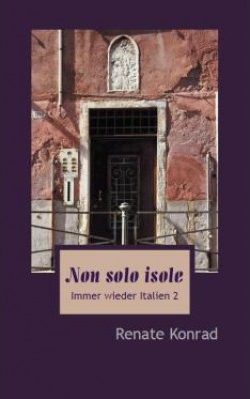 Non solo isole
Immer wieder Italien 2
Renate Konrad